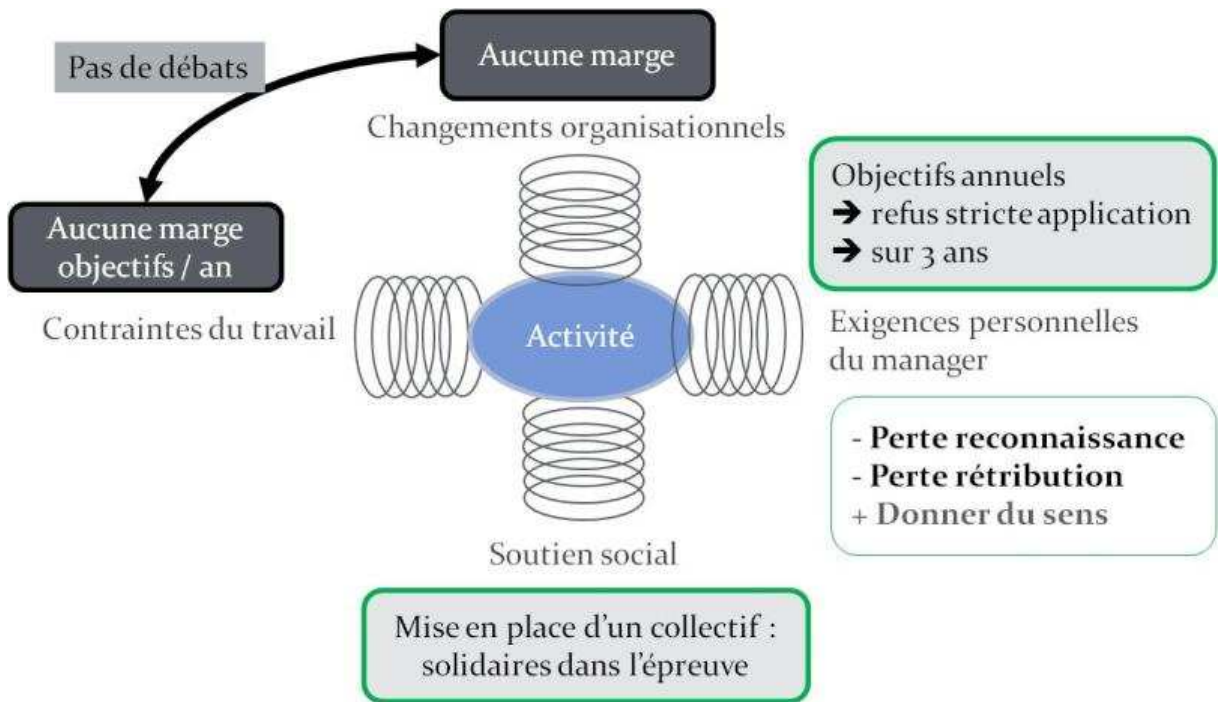 Aucune marge
Pas de débats
Changements organisationnels
Aucune marge
objectifs / an
Contraintes du travail
Activité
Objectifs annuels
➔ refus stricte application
➔ sur 3 ans
Exigences personnelles
du manager
- Perte reconnaissance
- Perte rétribution
+ Donner du sens
Soutien social
Mise en place d’un collectif :
solidaires dans l’épreuve